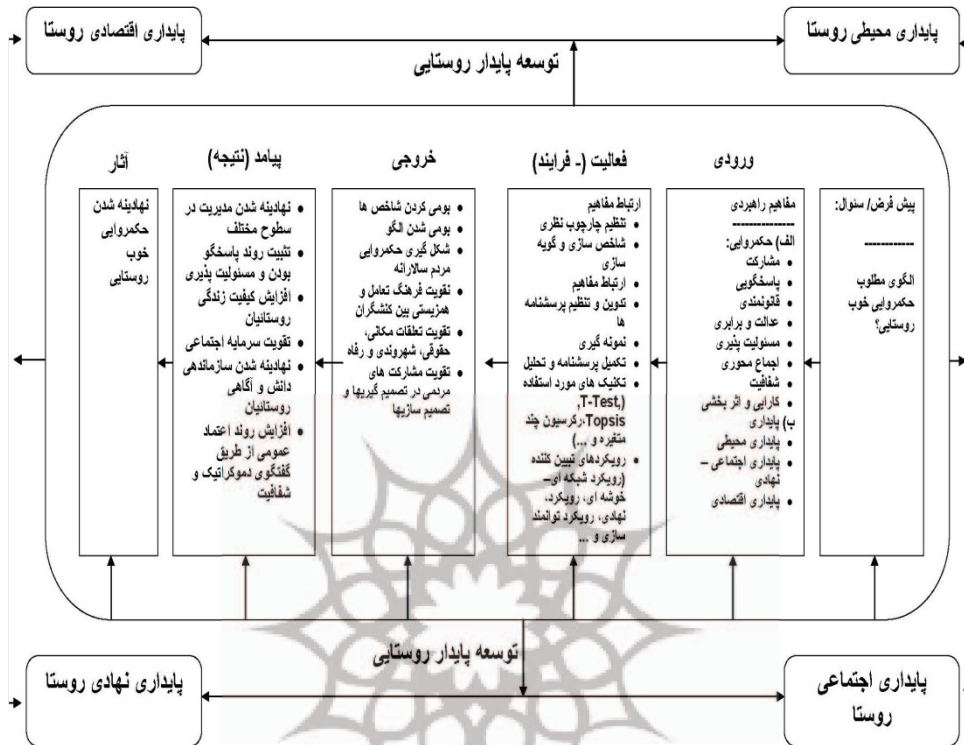 پایداری محیطی روستا
پایداری اقتصادی روستا
توسعه پایدار روستایی
پیش فرض/ سئوال:
------------
الگوی مطلوب
حکمروایی خوب
روستایی؟
ورودی
مفاهیم راهبردی
--------------
الف) حکمروایی:
• مشارکت
• پاسخگویی
• قانونمندی
• عدالت و برابری
• مسئولیت پذیری
• اجماع محوری
• شفافیت
• کارایی و اثر بخشی
ب) پایداری
• پایداری محیطی
• پایداری اجتماعی –
نهادی
• پایداری اقتصادی
فعالیت (- فرایند)
ارتباط مفاهیم
• تنظیم چارچوب نظری
• شاخص سازی و گویه
سازی
• ارتباط مفاهیم
• تکوین و تنظیم پرسشنامه
ها
• نمونه گیری
• تکمیل پرسشنامه و تحلیل
• تکنیک های مورد استفاده
(T-Test,,
Topsis،رگرسیون چند
متغیره و ...)
• رویکردهای تبیین کننده
(رویکرد شبکه ای–
خوشه ای، رویکرد،
نهادی، رویکرد توانمند
سازی و ...
خروجی
• بومی کردن شاخص ها
• بومی شدن الگو
• شکل گیری حکمروایی
مردم سالارانه
• تقویت فرهنگ تعامل و
همزیستی بین کنشگران
• تقویت تعلقات مکانی،
حقوقی، شهروندی و رفاه
• تقویت مشارکت های
مردمی در تصمیم گیریها و
تصمیم سازیها
پیامد (نتیجه)
• نهادینه شدن مدیریت در
سطوح مختلف
• تثبیت روند پاسخگو
بودن و مسئولیت پذیری
• افزایش کیفیت زندگی
روستائیان
• تقویت سرمایه اجتماعی
• نهادینه شدن سازماندهی
دانش و آگاهی
روستائیان
• افزایش روند اعتماد
عمومی از طریق
گفتگوی دموکراتیک و
شفافیت
آثار
نهادینه شدن
حکمروایی
خوب
روستایی
توسعه پایدار روستایی
پایداری اجتماعی
روستا
پایداری نهادی روستا